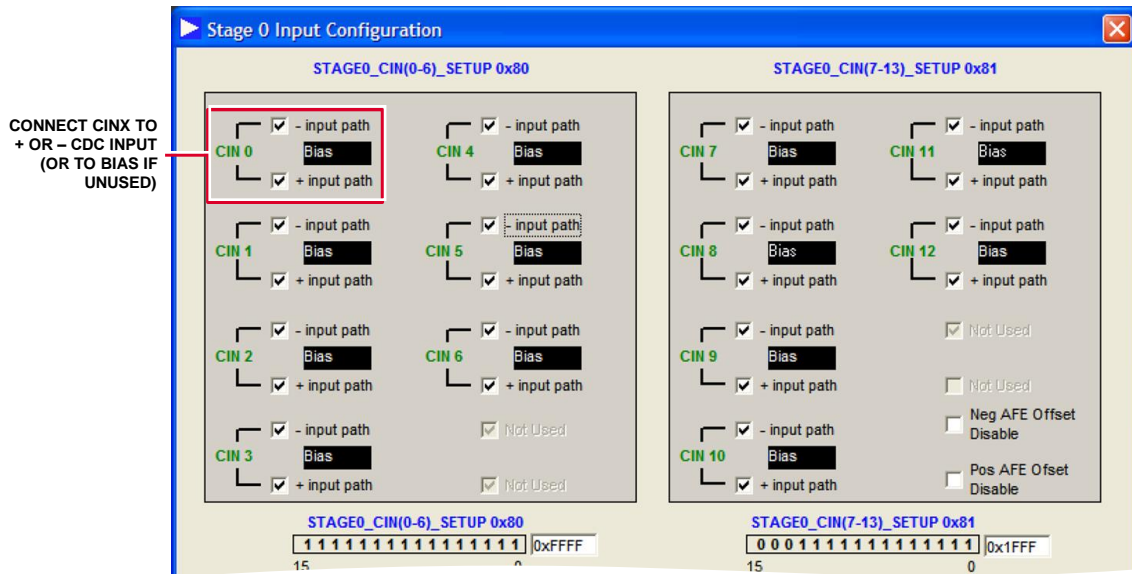 Stage 0 Input Configuration
CONNECT CINX TO
+ OR – CDC INPUT
(OR TO BIAS IF
UNUSED)
STAGE0_CIN(0-6)_SETUP 0x80
- input path
CIN 0
Bias
+ input path
- input path
CIN 4
Bias
+ input path
- input path
CIN 1
Bias
+ input path
- input path
CIN 5
Bias
+ input path
- input path
CIN 2
Bias
+ input path
- input path
CIN 6
Bias
+ input path
- input path
CIN 3
Bias
+ input path
Not Used
Not Used
STAGE0_CIN(0-6)_SETUP 0x80
1 1 1 1 1 1 1 1 1 1 1 1 1 1 1 1 0xFFFF
15 0
STAGE0_CIN(7-13)_SETUP 0x81
- input path
CIN 7
Bias
+ input path
- input path
CIN 11
Bias
+ input path
- input path
CIN 8
Bias
+ input path
- input path
CIN 12
Bias
+ input path
- input path
CIN 9
Bias
+ input path
Not Used
Not Used
- input path
CIN 10
Bias
+ input path
Neg AFE Offset
Disable
Pos AFE Ofset
Disable
STAGE0_CIN(7-13)_SETUP 0x81
0 0 0 1 1 1 1 1 1 1 1 1 1 1 1 1 0x1FFF
15 0